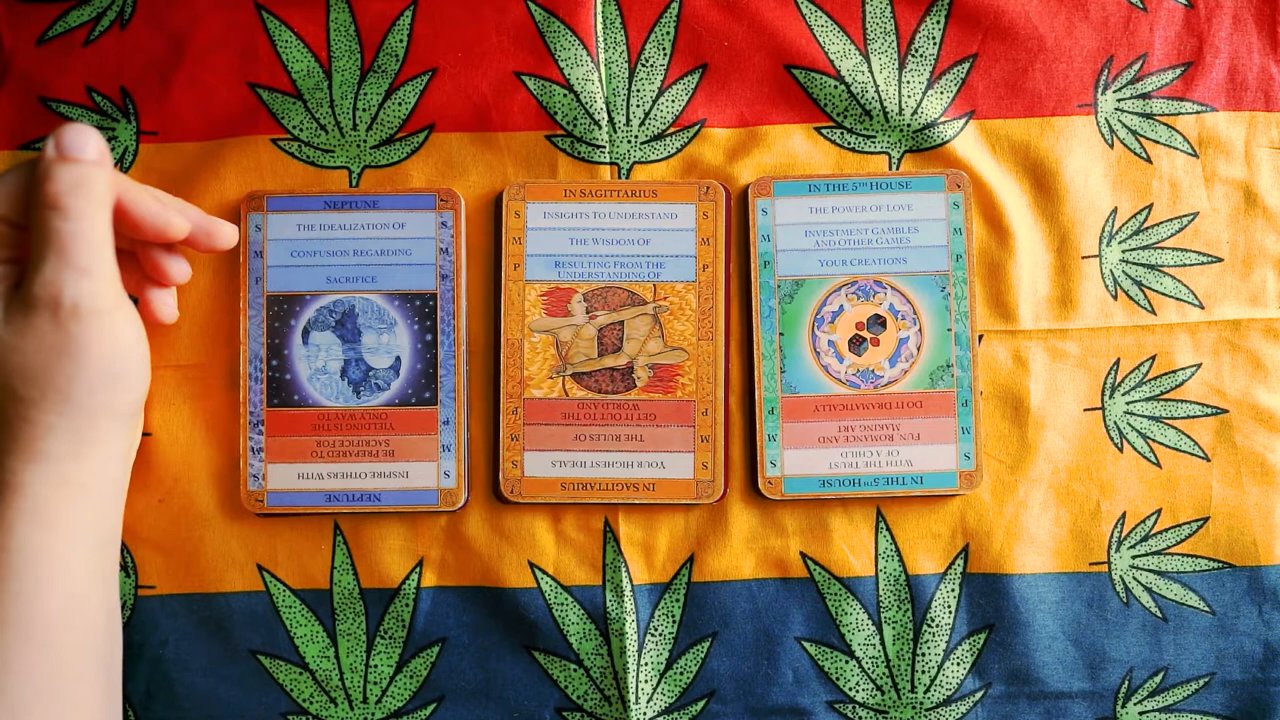 NEPTUNE
S THE IDEALIZATION OF S
M CONFUSION REGARDING M
P SACRIFICE P
P YIELDING IS THE P
ONLY WAY TO
M BE PREPARED TO M
SACRIFICE FOR
S INSPIRE OTHERS WITH S
NEPTUNE
IN SAGITTARIUS
S INSIGHTS TO UNDERSTAND S
M THE WISDOM OF M
P RESULTING FROM THE P
UNDERSTANDING OF
P GET IT OUT TO THE P
WORLD AND
M THE RULES OF M
S YOUR HIGHEST IDEALS S
IN SAGITTARIUS
IN THE 5TH HOUSE
S THE POWER OF LOVE S
M INVESTMENT GAMBLES M
AND OTHER GAMES
P YOUR CREATIONS P
P DO IT DRAMATICALLY P
M FUN, ROMANCE AND M
MAKING ART
S WITH THE TRUST S
OF A CHILD
IN THE 5TH HOUSE